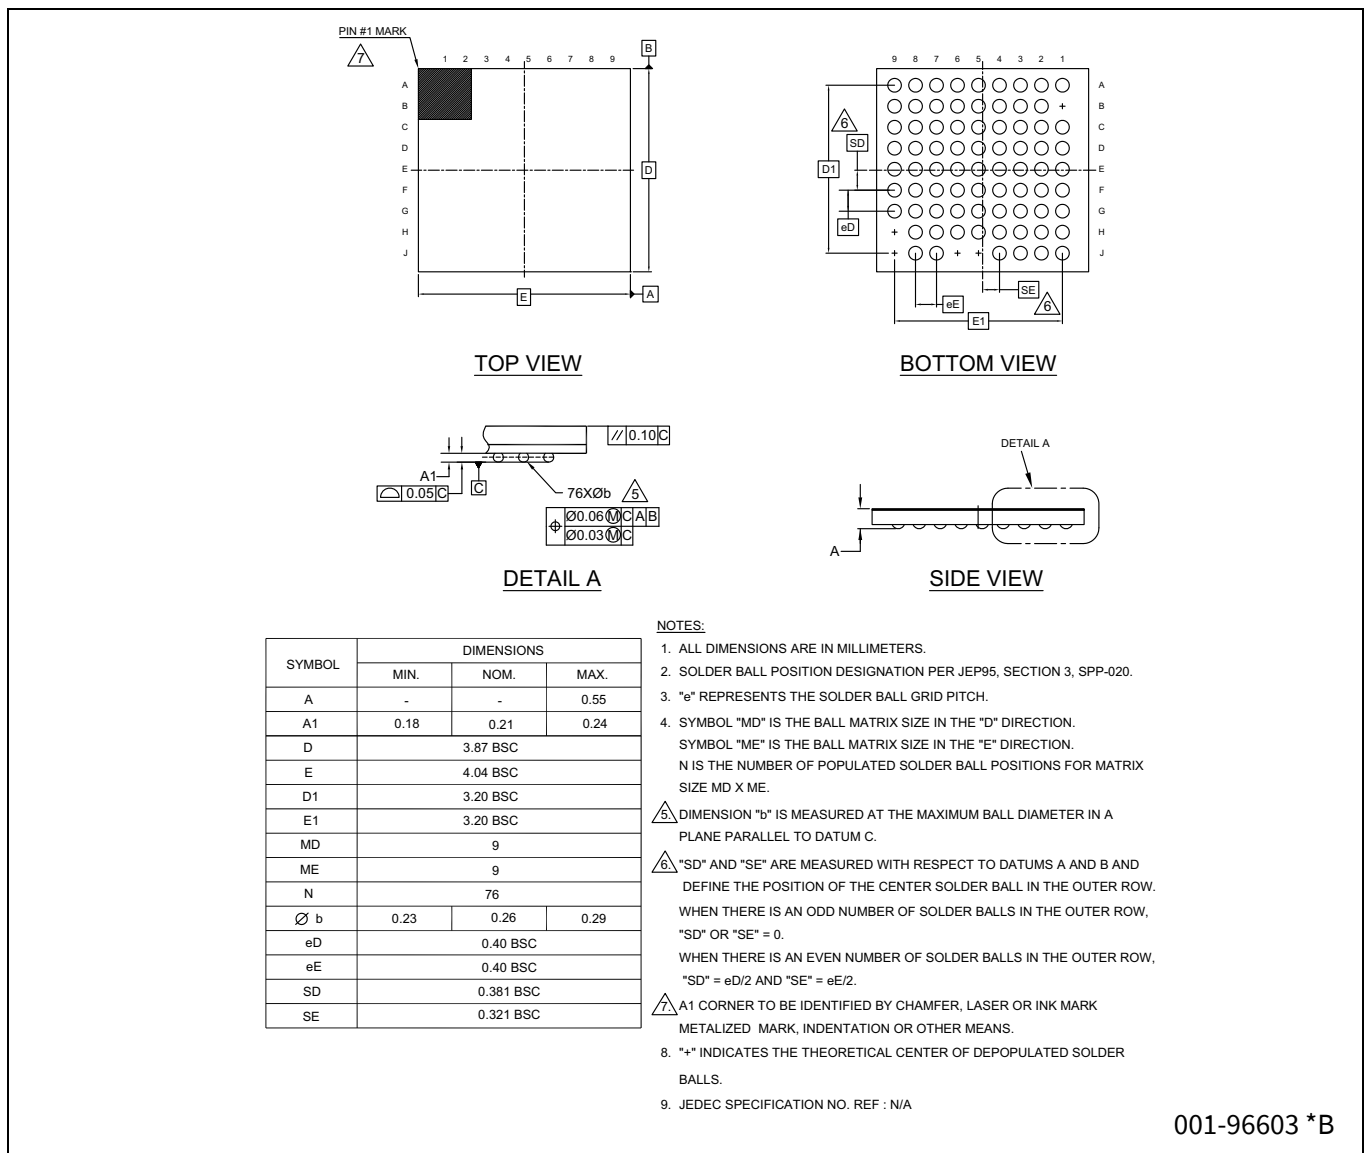 PIN #1 MARK
7
1 2 3 4 5 6 7 8 9
A
B
C
D
E
F
G
H
J
B
D
E
A
TOP VIEW
9 8 7 6 5 4 3 2 1
A
B
C
D
E
F
G
H
J
6
SD
D1
eD
SE
6
eE
E1
BOTTOM VIEW
// 0.10 C
A1
0.05 C
C
76XØb 5
Ø0.06 Ⓜ C A B
Ø0.03 Ⓜ C
DETAIL A
DETAIL A
A
SIDE VIEW
SYMBOL DIMENSIONS
MIN. NOM. MAX.
A - - 0.55
A1 0.18 0.21 0.24
D 3.87 BSC
E 4.04 BSC
D1 3.20 BSC
E1 3.20 BSC
MD 9
ME 9
N 76
Ø b 0.23 0.26 0.29
eD 0.40 BSC
eE 0.40 BSC
SD 0.381 BSC
SE 0.321 BSC
NOTES:
1. ALL DIMENSIONS ARE IN MILLIMETERS.
2. SOLDER BALL POSITION DESIGNATION PER JEP95, SECTION 3, SPP-020.
3. "e" REPRESENTS THE SOLDER BALL GRID PITCH.
4. SYMBOL "MD" IS THE BALL MATRIX SIZE IN THE "D" DIRECTION.
SYMBOL "ME" IS THE BALL MATRIX SIZE IN THE "E" DIRECTION.
N IS THE NUMBER OF POPULATED SOLDER BALL POSITIONS FOR MATRIX
SIZE MD X ME.
5. DIMENSION "b" IS MEASURED AT THE MAXIMUM BALL DIAMETER IN A
PLANE PARALLEL TO DATUM C.
6. "SD" AND "SE" ARE MEASURED WITH RESPECT TO DATUMS A AND B AND
DEFINE THE POSITION OF THE CENTER SOLDER BALL IN THE OUTER ROW.
WHEN THERE IS AN ODD NUMBER OF SOLDER BALLS IN THE OUTER ROW,
"SD" OR "SE" = 0.
WHEN THERE IS AN EVEN NUMBER OF SOLDER BALLS IN THE OUTER ROW,
"SD" = eD/2 AND "SE" = eE/2.
7. A1 CORNER TO BE IDENTIFIED BY CHAMFER, LASER OR INK MARK
METALIZED MARK, INDENTATION OR OTHER MEANS.
8. "+" INDICATES THE THEORETICAL CENTER OF DEPOPULATED SOLDER
BALLS.
9. JEDEC SPECIFICATION NO. REF : N/A
001-96603 *B